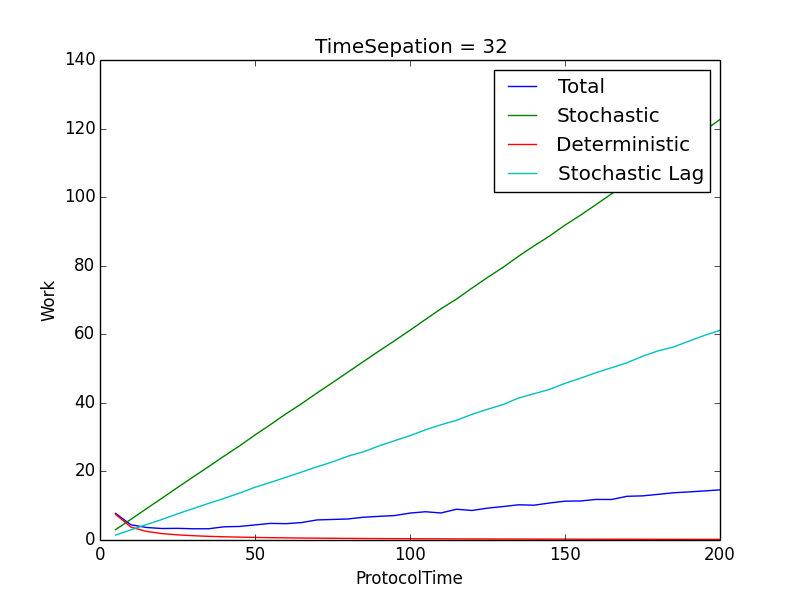 TimeSepation = 32
140
120
100
80
60
40
20
0
Work
Total
Stochastic
Deterministic
Stochastic Lag
0 50 100 150 200
ProtocolTime